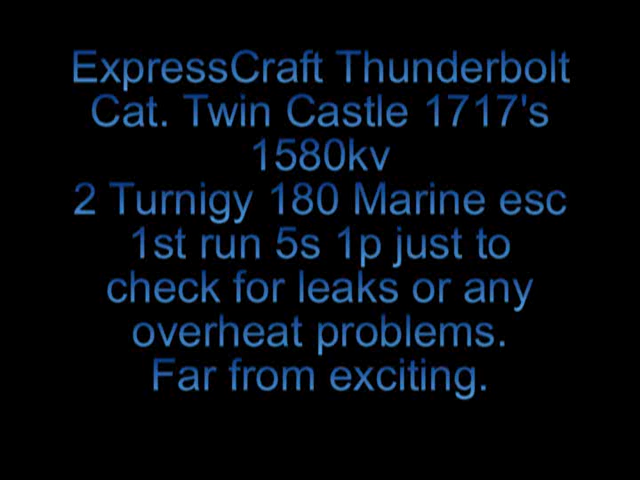 ExpressCraft Thunderbolt
Cat. Twin Castle 1717's
1580kv
2 Turnigy 180 Marine esc
1st run 5s 1p just to
check for leaks or any
overheat problems.
Far from exciting.